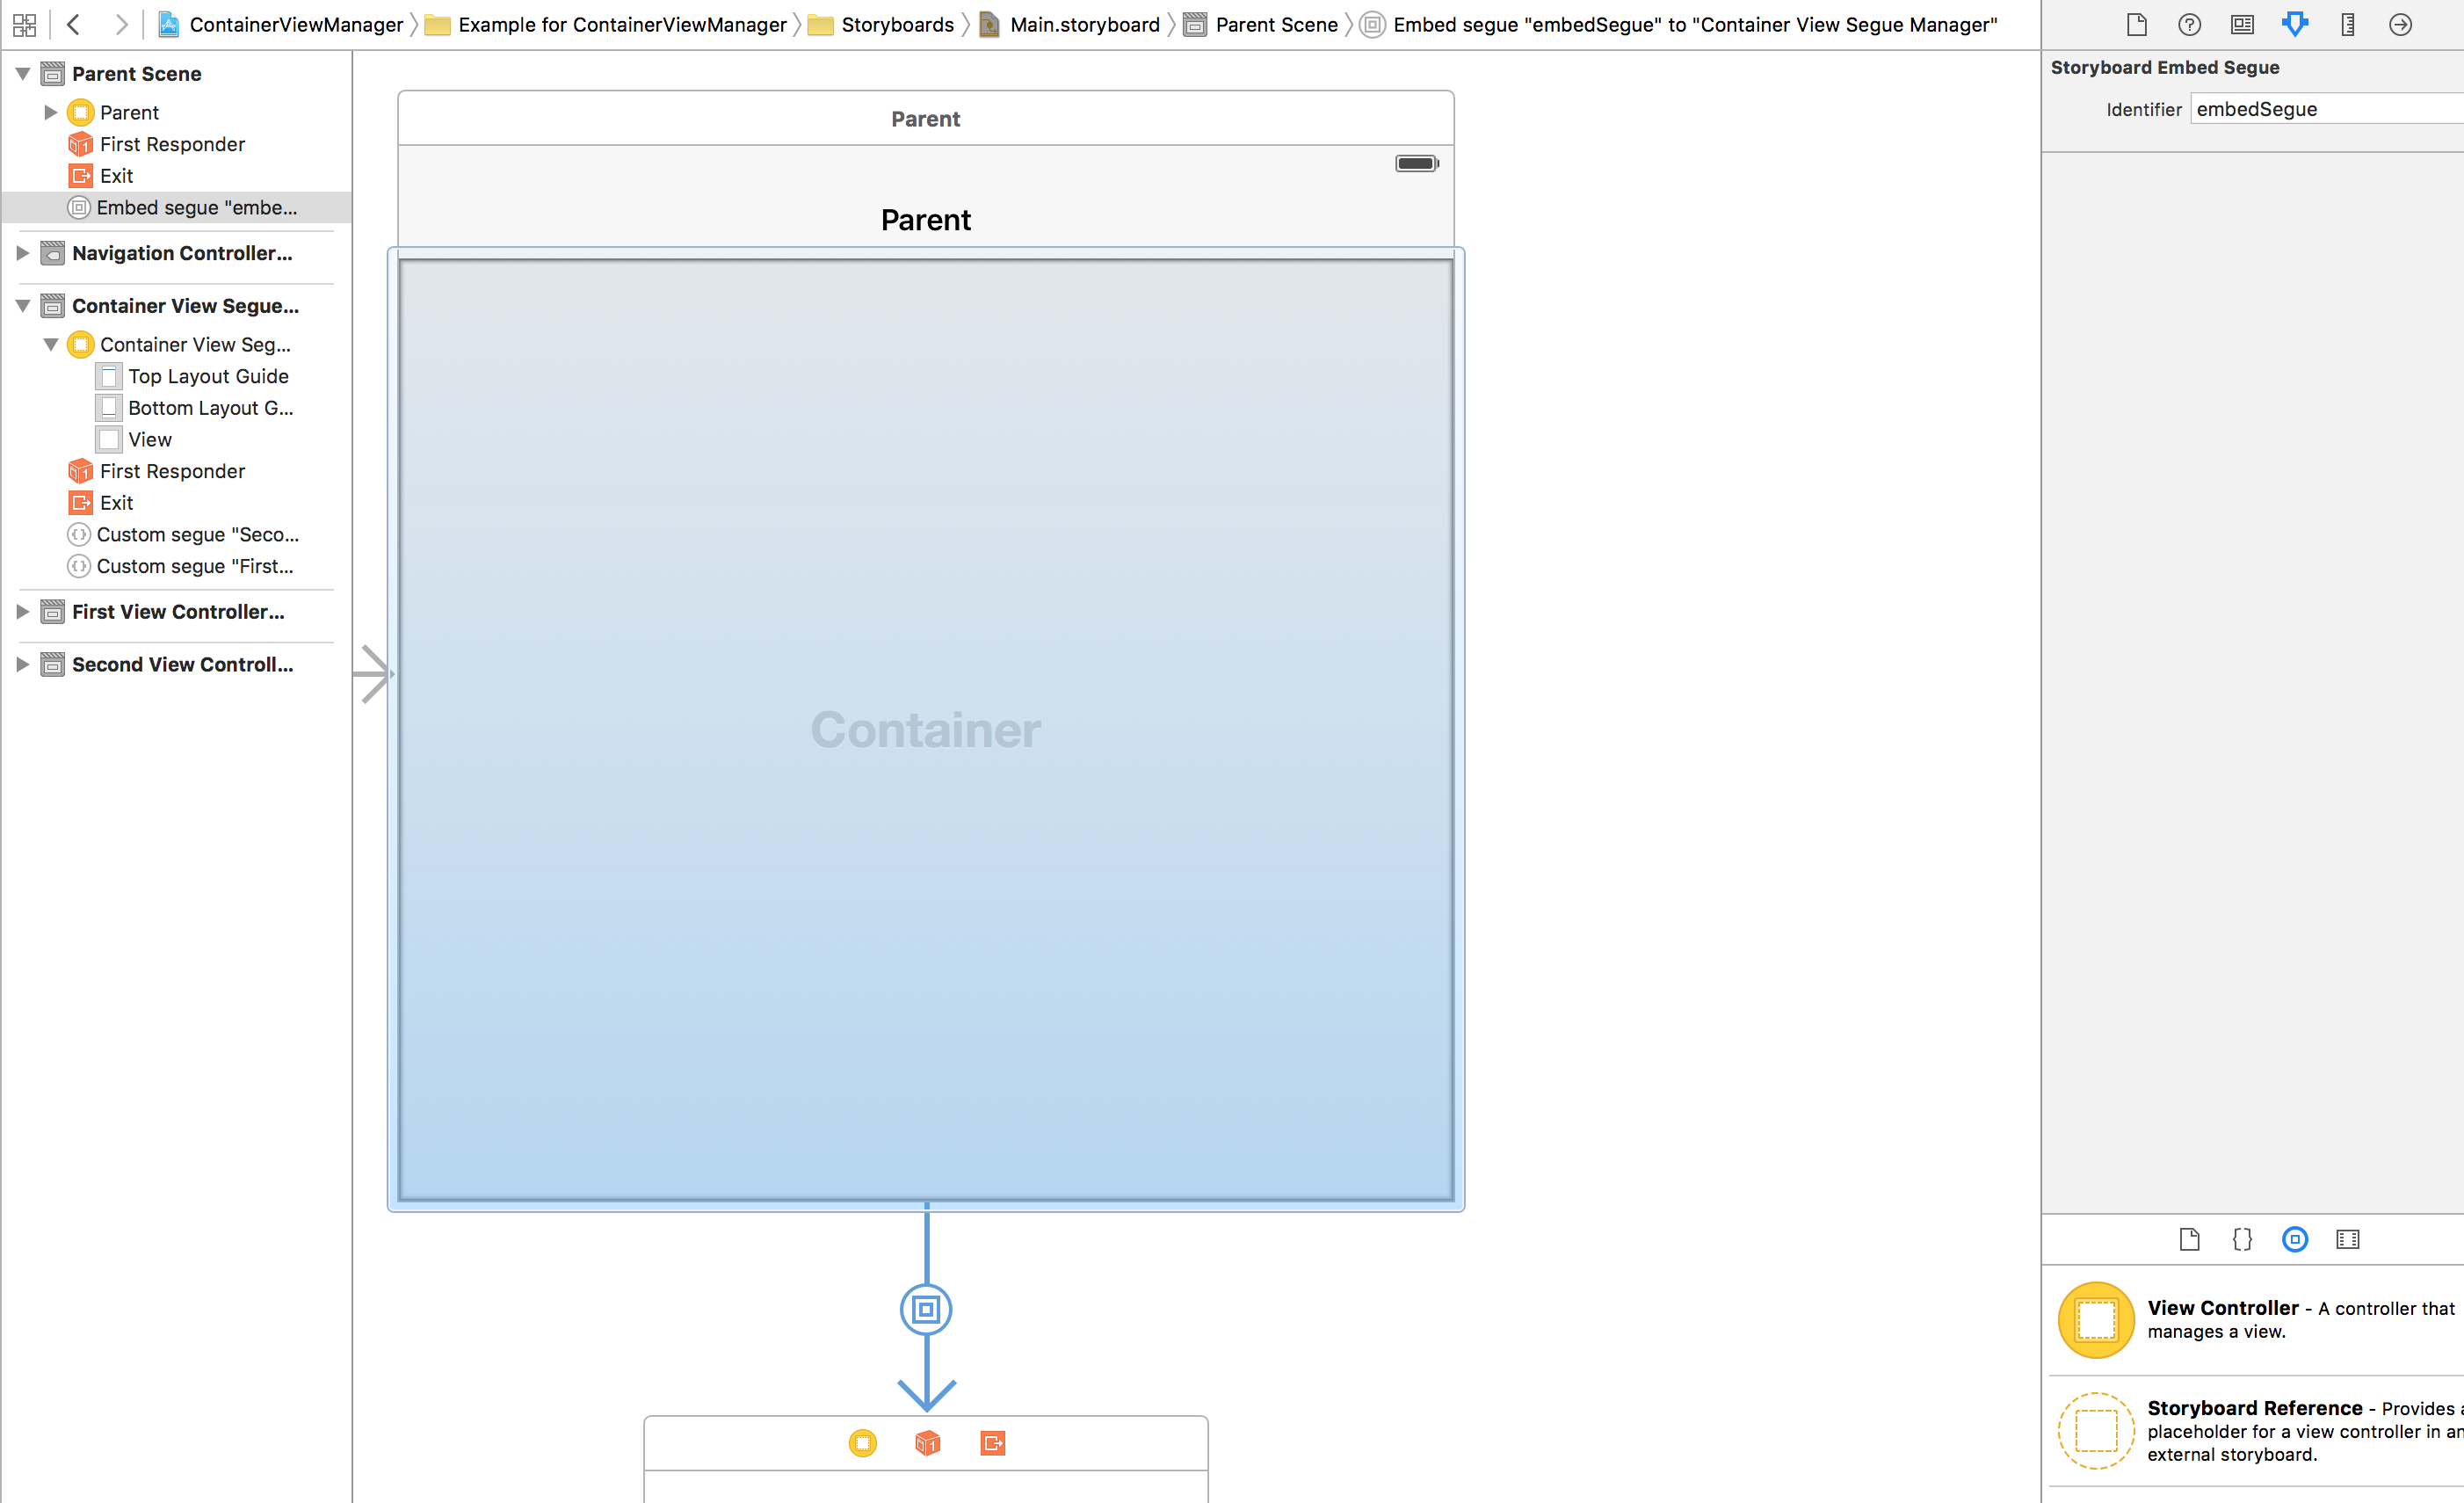 ContainerViewManager Example for ContainerViewManager Storyboards Main.storyboard Parent Scene Embed segue "embedSegue" to "Container View Segue Manager"
Parent Scene
Parent
First Responder
Exit
Embed segue "embe...
Navigation Controller...
Container View Segue...
Container View Seg...
Top Layout Guide
Bottom Layout G...
View
First Responder
Exit
Custom segue "Seco...
Custom segue "First...
First View Controller...
Second View Controll...
Parent
Parent
Container
Storyboard Embed Segue
Identifier embedSegue
View Controller - A controller that
manages a view.
Storyboard Reference - Provides a
placeholder for a view controller in an
external storyboard.